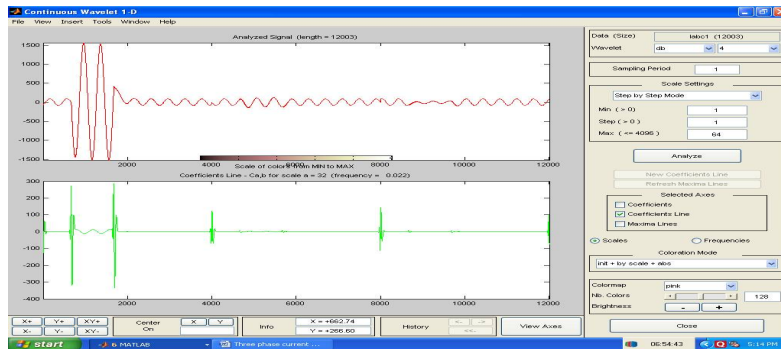 Continuous Wavelet 1-D
File View Insert Tools Window Help
Analyzed Signal (length = 12003)
1500
1000
500
0
-500
-1000
-1500
2000 4000 6000 8000 10000 12000
Scale of colors from MIN to MAX
Coefficients Line - Ca,b for scale a = 32 (frequency = 0.022)
300
200
100
0
-100
-200
-300
-400
2000 4000 6000 8000 10000 12000
Data (Size) labc1 (12003)
Wavelet db 4
Sampling Period 1
Scale Settings
Step by Step Mode
Min ( > 0) 1
Step ( > 0 ) 1
Max ( <= 4096 ) 64
Analyze
New Coefficients Line
Refresh Maxima Lines
Selected Axes
Coefficients
Coefficients Line
Maxima Lines
Scales Frequencies
Coloration Mode
init + by scale + abs
Colormap pink
Nb. Colors 128
Brightness - +
Close
X+ Y+ XY+
X- Y- XY-
Center On X Y
Info X = +662.74
Y = +266.60
History <- -> <<-
View Axes
start 6 MATLAB Three phase current ... 06:54:43 5:14 PM